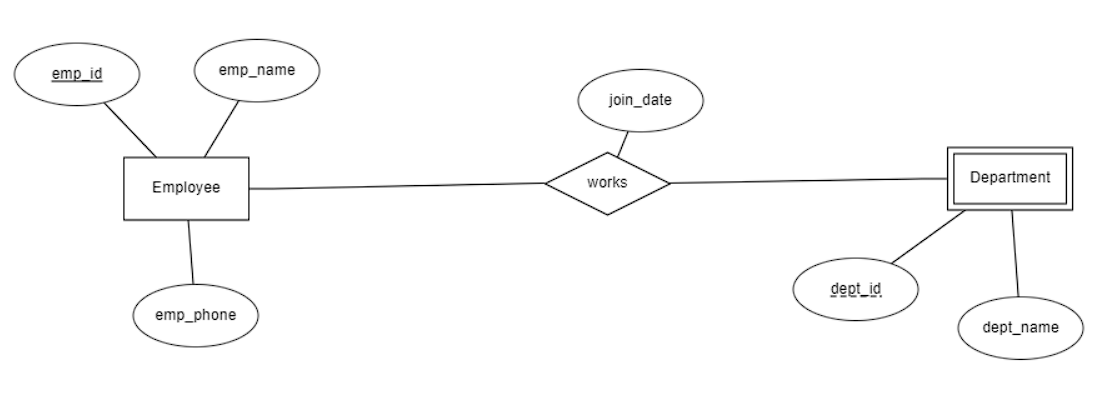 emp_id
emp_name
join_date
Employee
works
Department
dept_id
emp_phone
dept_name